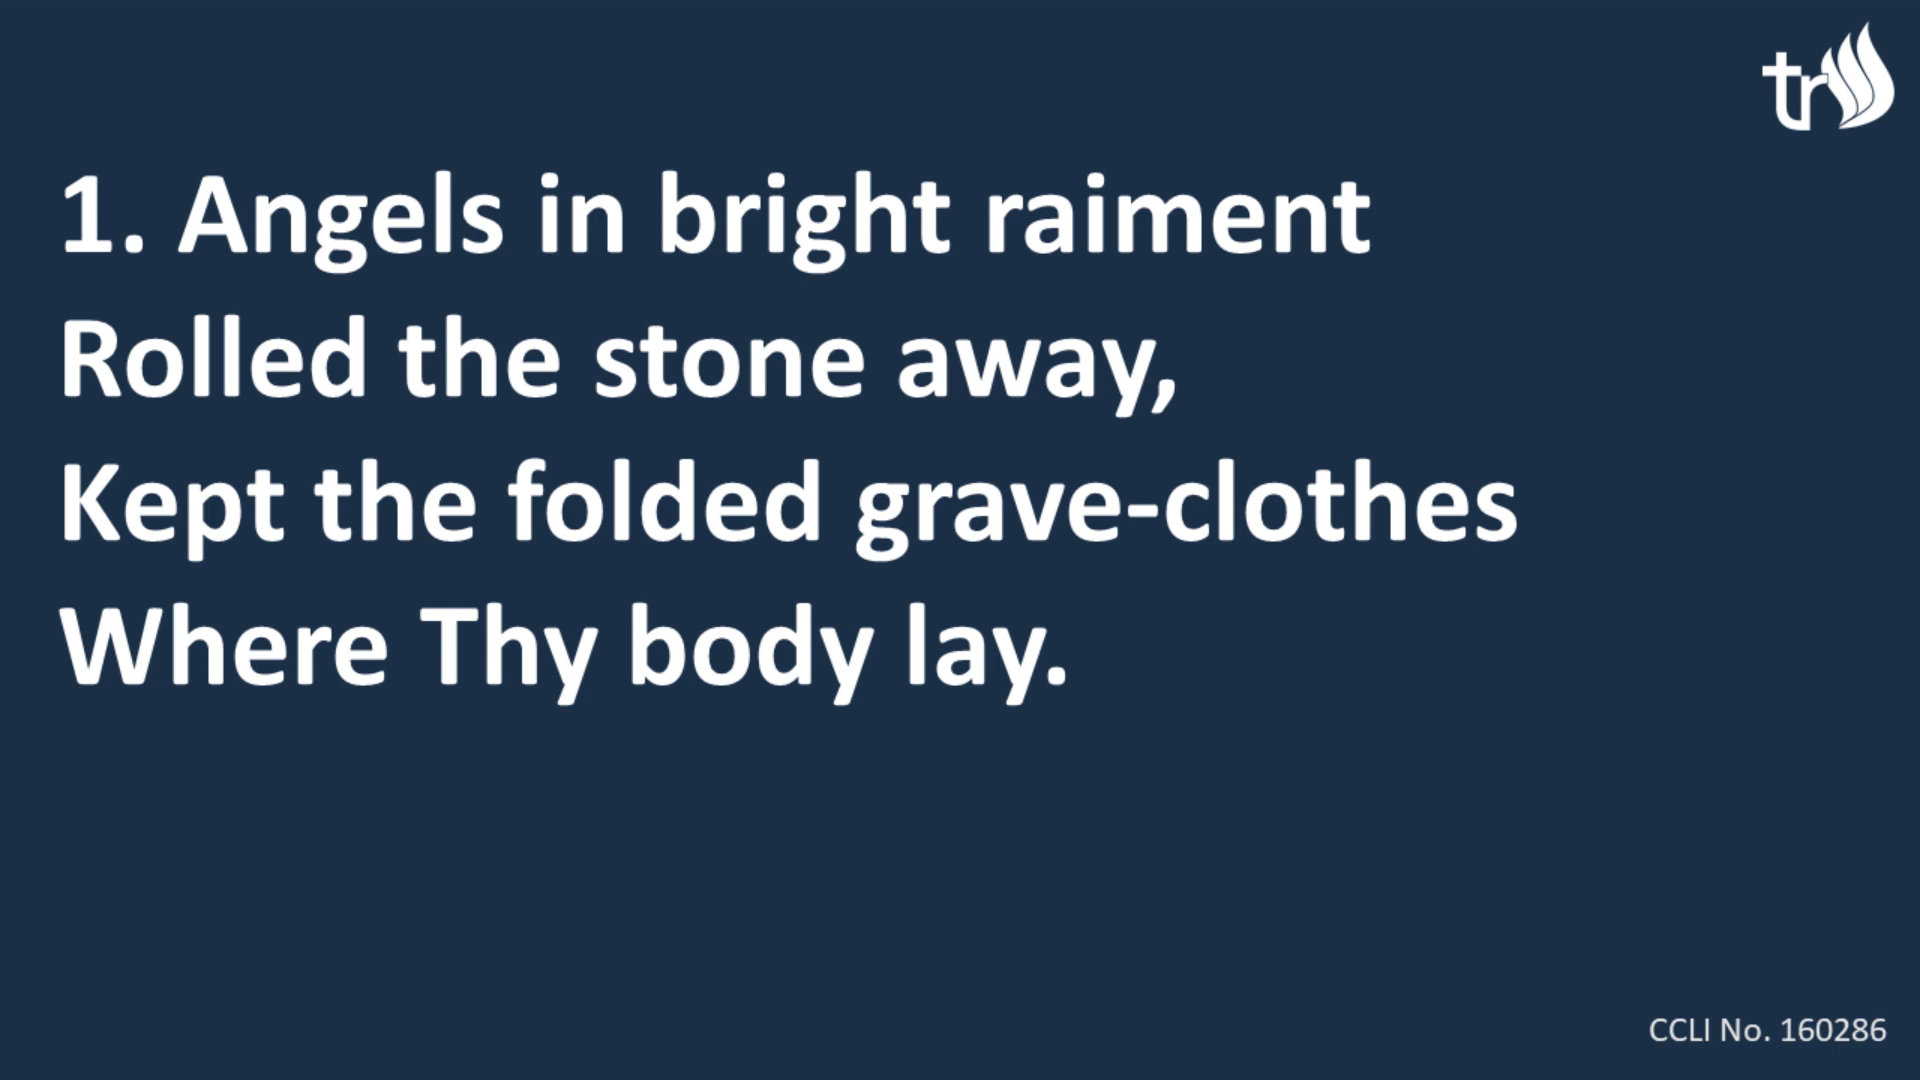 tr
1. Angels in bright raiment
Rolled the stone away,
Kept the folded grave-clothes
Where Thy body lay.
CCLI No. 160286